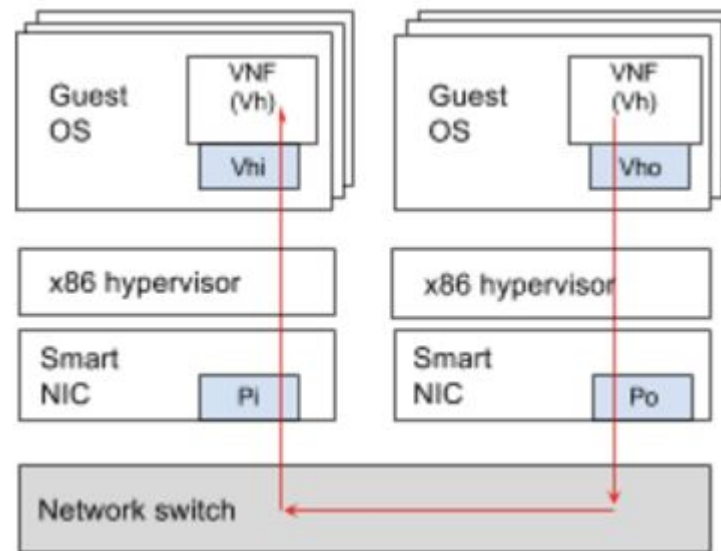 Guest
OS
VNF
(Vh)
Vhi
x86 hypervisor
Smart
NIC
Pi
Guest
OS
VNF
(Vh)
Vho
x86 hypervisor
Smart
NIC
Po
Network switch